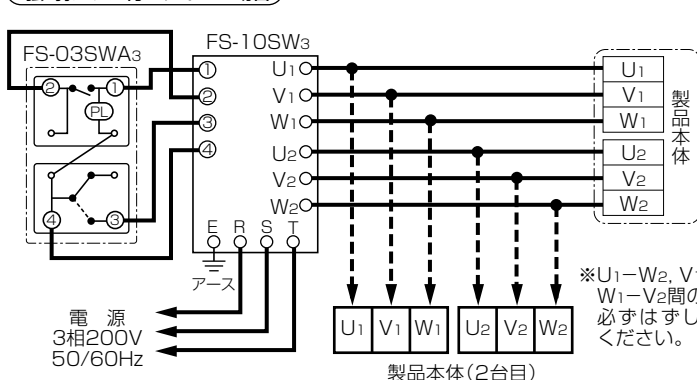 FS-03SWA3
②
①
PL
④
③
FS-10SW3
①
②
③
④
U1
V1
W1
U2
V2
W2
E
R
S
T
アース
電 源
3相200V
50/60Hz
U1
V1
W1
U2
V2
W2
製品本体
U1
V1
W1
U2
V2
W2
製品本体(2台目)
※U1－W2, V1
W1－V2間の
必ずはずし
ください。